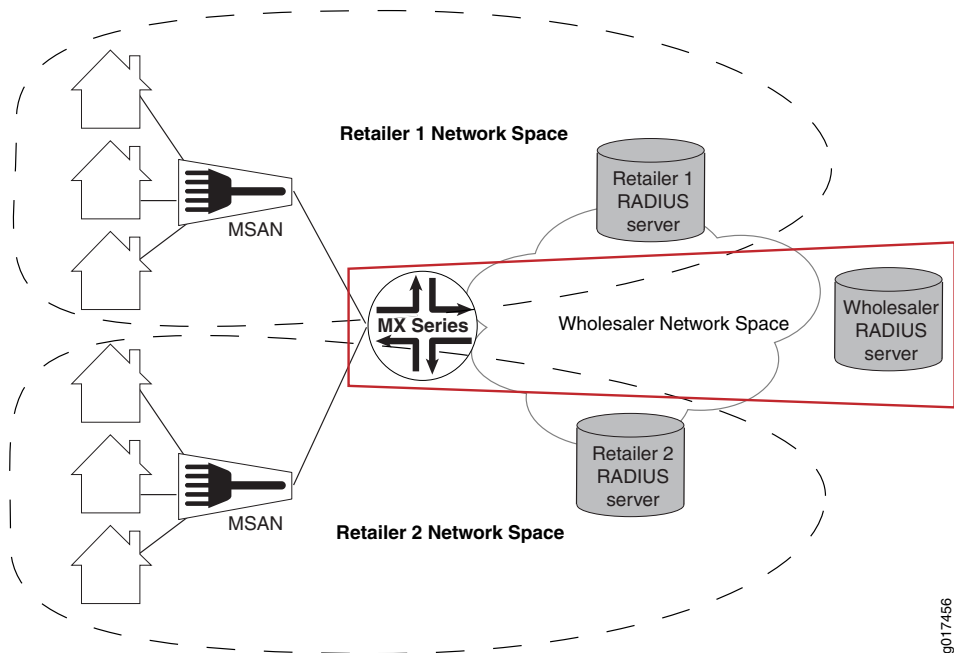 Retailer 1 Network Space
Retailer 1
RADIUS
server
MSAN
MX Series
Wholesaler Network Space
Wholesaler
RADIUS
server
Retailer 2
RADIUS
server
MSAN
Retailer 2 Network Space
g017456